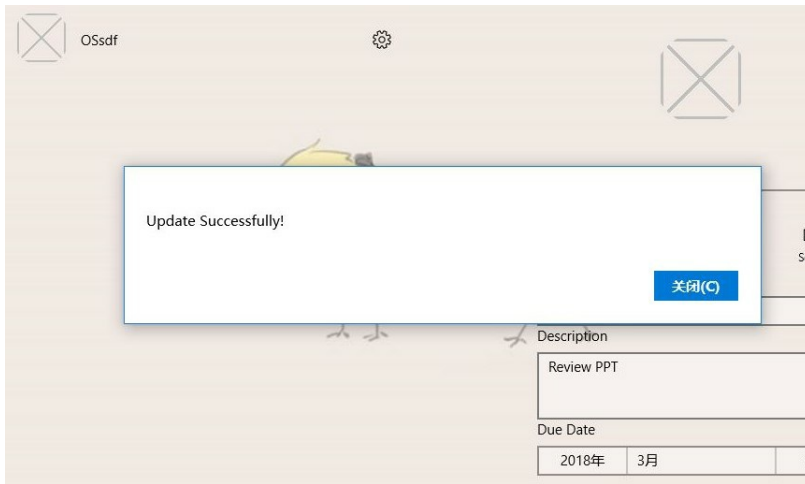 OSsdf
Update Successfully!
关闭(C)
Description
Review PPT
Due Date
2018年 3月